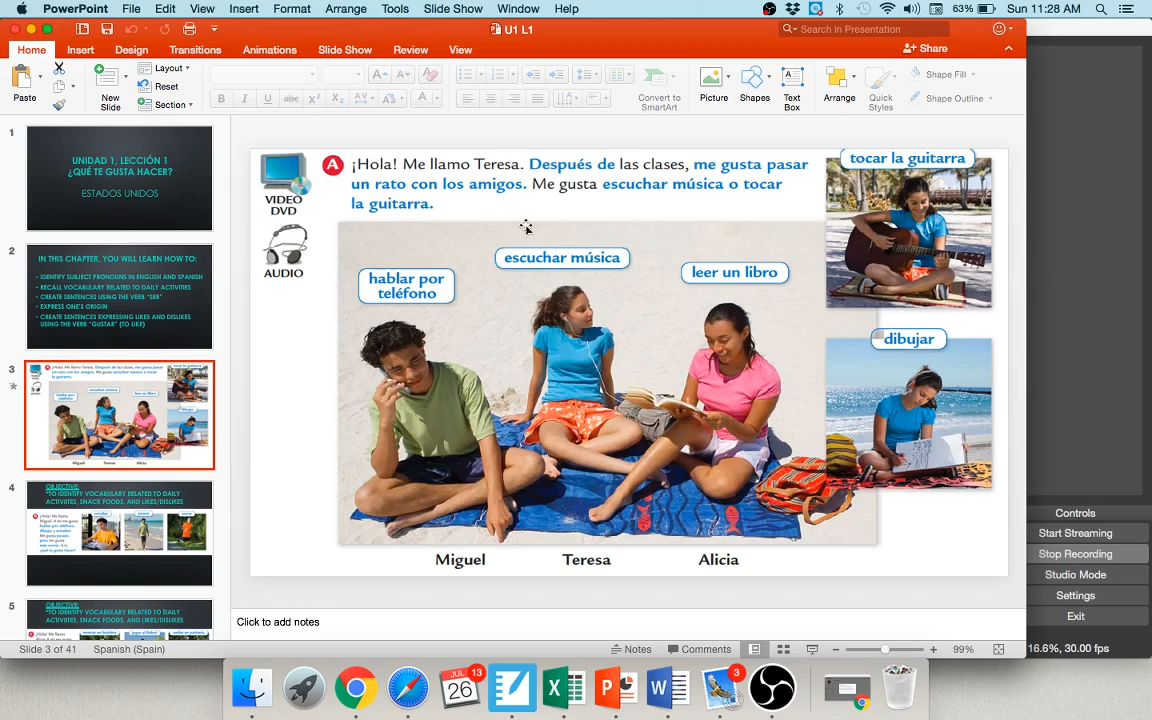 PowerPoint File Edit View Insert Format Arrange Tools Slide Show Window Help 63% Sun 11:28 AM
U1 L1
Search in Presentation
Home Insert Design Transitions Animations Slide Show Review View Share
Paste
New Slide
Layout
Reset
Section
Convert to SmartArt
Picture
Shapes
Text Box
Arrange
Quick Styles
Shape Fill
Shape Outline
1
UNIDAD 1, LECCIÓN 1
¿QUÉ TE GUSTA HACER?
ESTADOS UNIDOS
2
IN THIS CHAPTER, YOU WILL LEARN HOW TO:
• IDENTIFY SUBJECT PRONOUNS IN ENGLISH AND SPANISH
• RECALL VOCABULARY RELATED TO DAILY ACTIVITIES
• CREATE SENTENCES USING THE VERB "SER"
• EXPRESS ONE'S ORIGIN
• CREATE SENTENCES EXPRESSING LIKES AND DISLIKES
USING THE VERB "GUSTAR" (TO LIKE)
3
4
OBJECTIVE:
*TO IDENTIFY VOCABULARY RELATED TO DAILY
ACTIVITIES, SNACK FOODS, AND LIKES/DISLIKES
5
OBJECTIVE:
*TO IDENTIFY VOCABULARY RELATED TO DAILY
ACTIVITIES, SNACK FOODS, AND LIKES/DISLIKES
VIDEO
DVD
AUDIO
A ¡Hola! Me llamo Teresa. Después de las clases, me gusta pasar
un rato con los amigos. Me gusta escuchar música o tocar
la guitarra.
tocar la guitarra
escuchar música
hablar por
teléfono
leer un libro
dibujar
Miguel Teresa Alicia
Click to add notes
Slide 3 of 41 Spanish (Spain) Notes Comments 99%
Controls
Start Streaming
Stop Recording
Studio Mode
Settings
Exit
16.6%, 30.00 fps
JUL
26
13
3